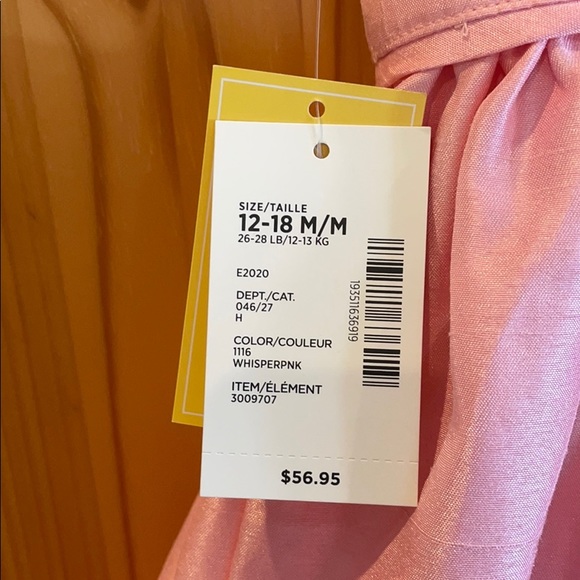 SIZE/TAILLE
12-18 M/M
26-28 LB/12-13 KG
E2020
DEPT./CAT.
046/27
H
COLOR/COULEUR
1116
WHISPERPNK
ITEM/ÉLÉMENT
3009707
193511636919
$56.95